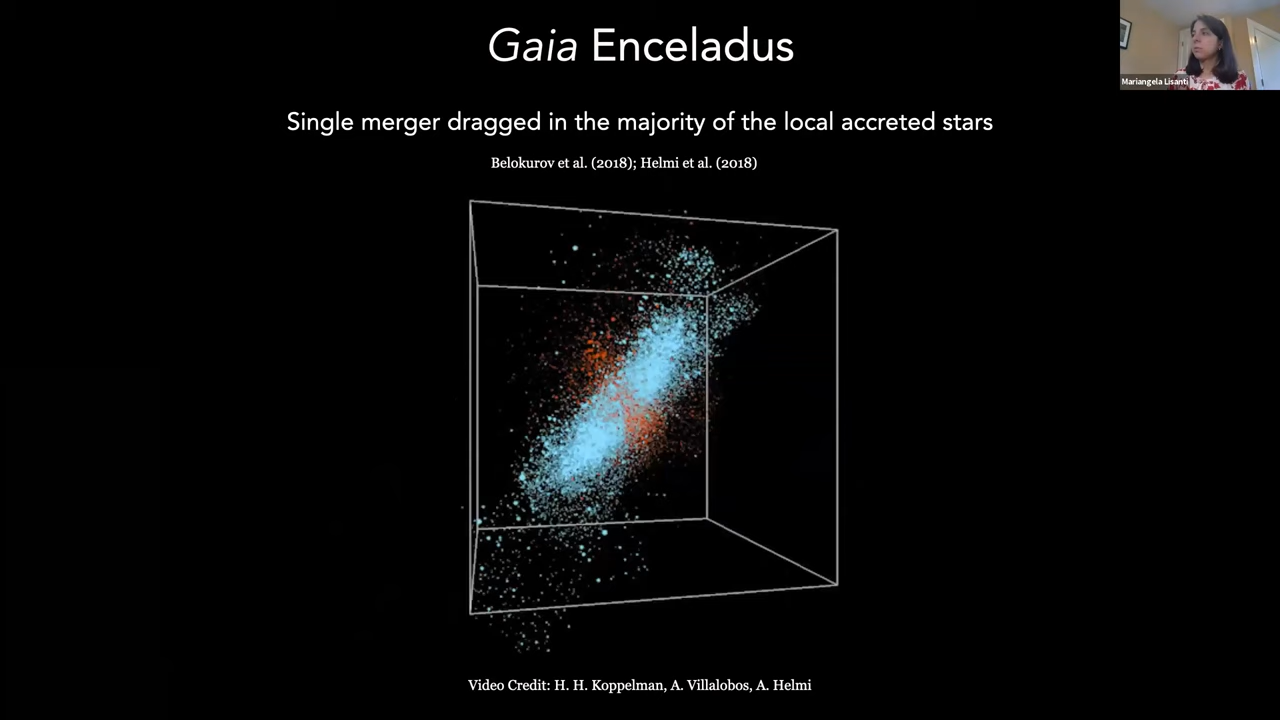 Gaia Enceladus
Mariangela Lisanti
Single merger dragged in the majority of the local accreted stars
Belokurov et al. (2018); Helmi et al. (2018)
Video Credit: H. H. Koppelman, A. Villalobos, A. Helmi